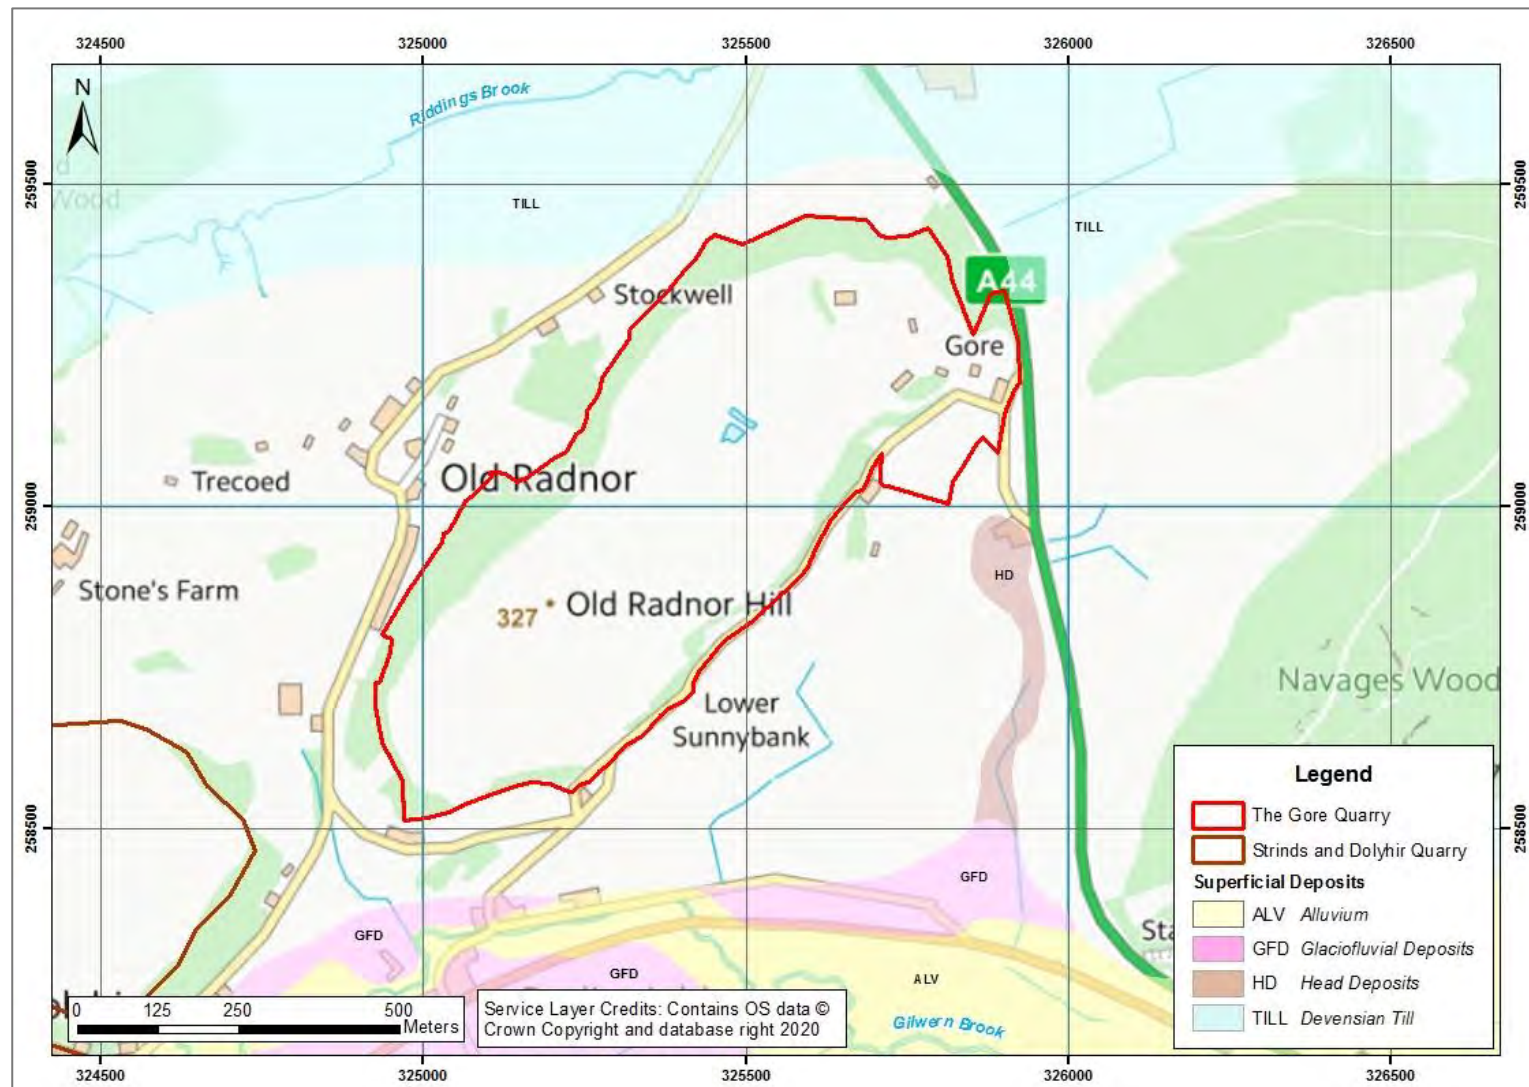 324500
325000
325500
326000
326500
N
Riddings Brook
259500
259500
Wood
TILL
TILL
A44
Stockwell
Gore
Trecoed
Old Radnor
259000
259000
Stone's Farm
327
Old Radnor Hill
HD
Navages Wood
Lower
Sunnybank
258500
258500
GFD
GFD
GFD
ALV
Sta
Gilwern Brook
Legend
The Gore Quarry
Strinds and Dolyhir Quarry
Superficial Deposits
ALV Alluvium
GFD Glaciofluvial Deposits
HD Head Deposits
TILL Devensian Till
0 125 250 500
Meters
Service Layer Credits: Contains OS data ©
Crown Copyright and database right 2020
324500
325000
325500
326000
326500